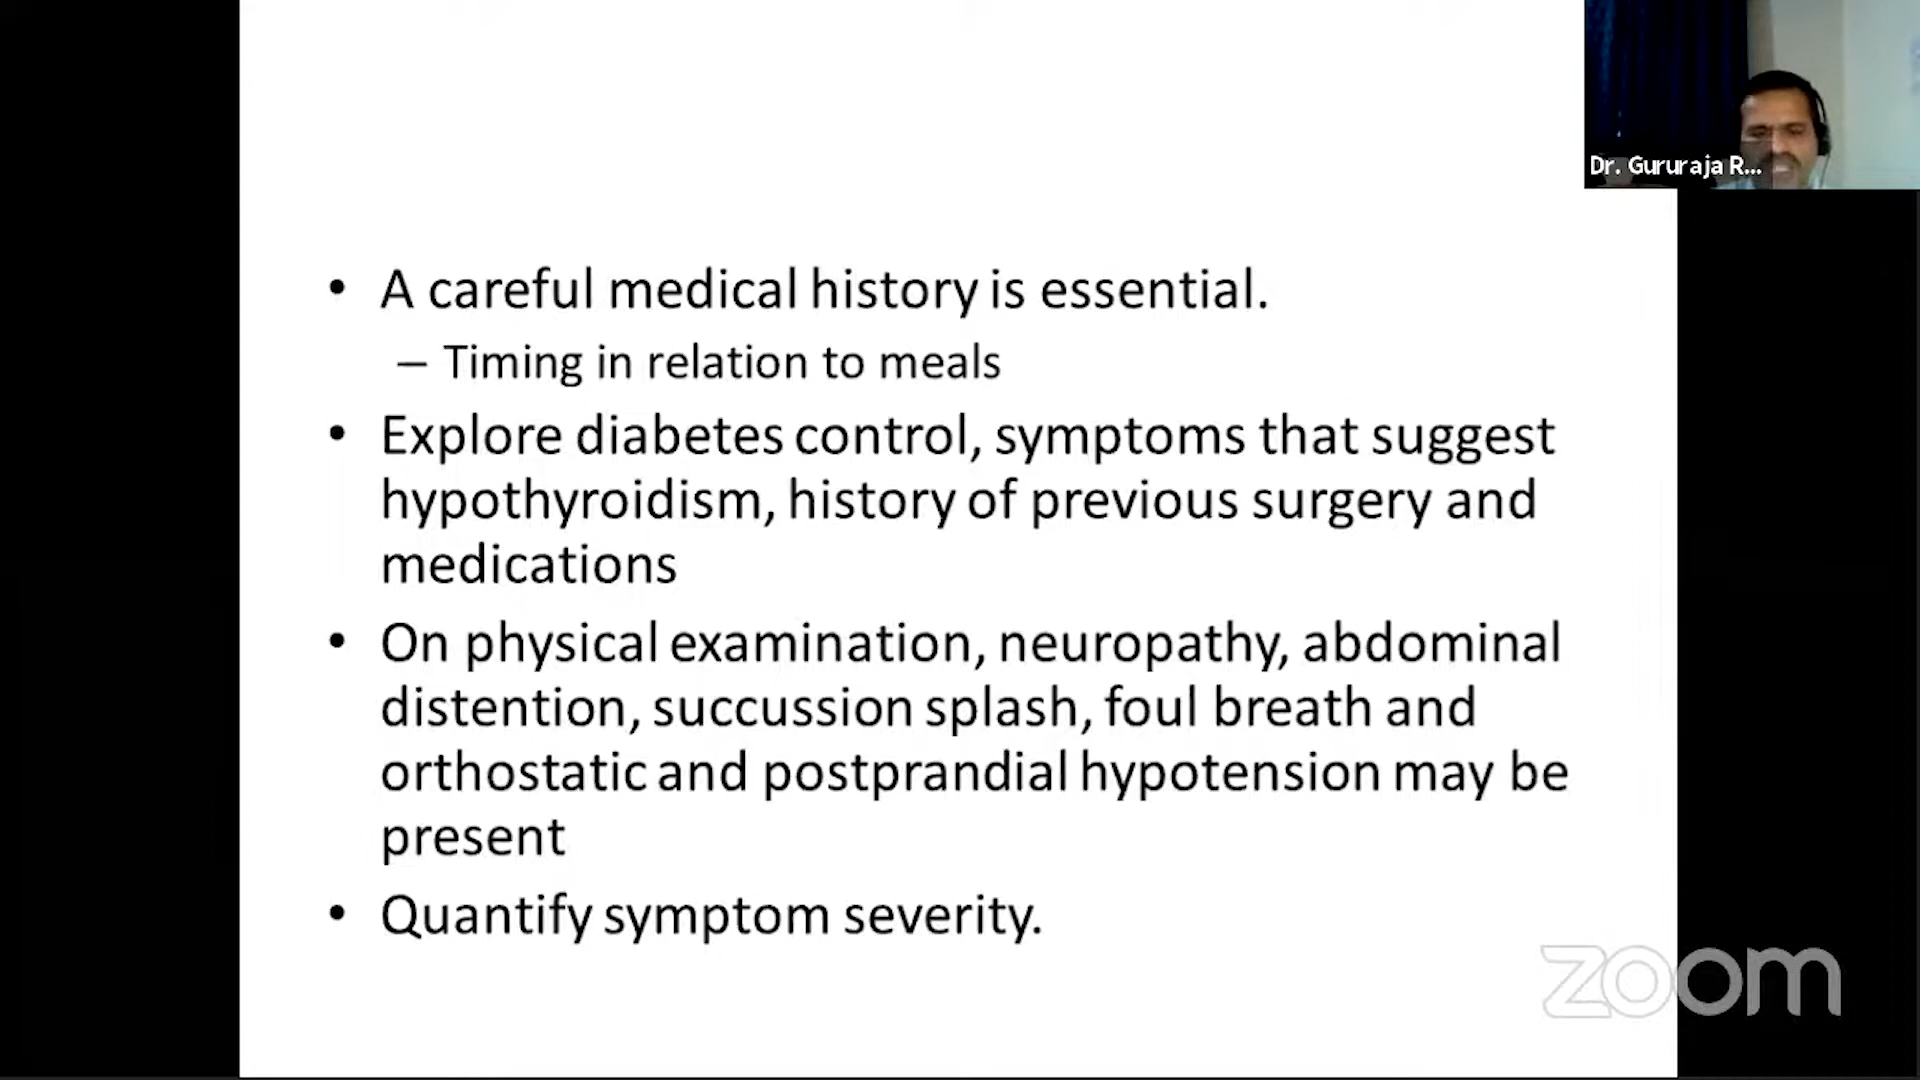 Dr. Gururaja R...
• A careful medical history is essential.
– Timing in relation to meals
• Explore diabetes control, symptoms that suggest
hypothyroidism, history of previous surgery and
medications
• On physical examination, neuropathy, abdominal
distention, succussion splash, foul breath and
orthostatic and postprandial hypotension may be
present
• Quantify symptom severity.
zoom